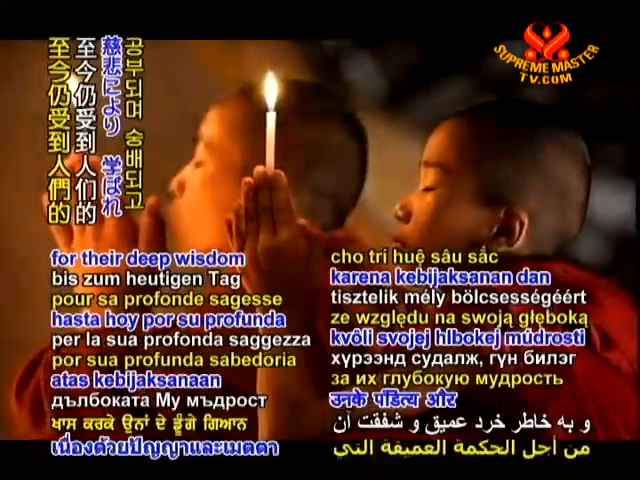 至今仍受到人們的
至今仍受到人们的
慈悲により 学ばれ
공부되며 숭배되고
SUPREME MASTER
TV.COM
for their deep wisdom
bis zum heutigen Tag
pour sa profonde sagesse
hasta hoy por su profunda
per la sua profonda saggezza
por sua profunda sabedoria
atas kebijaksanaan
дълбоката Му мъдрост
ਖਾਸ ਕਰਕੇ ਉਨਾਂ ਦੇ ਡੂੰਗੇ ਗਿਆਨ
เนื่องด้วยปัญญาและเมตตา
cho tri huệ sâu sắc
karena kebijaksanan dan
tisztelik mély bölcsességéért
ze względu na swoją głęboką
kvôli svojej hlbokej múdrosti
хүрээнд судалж, гүн билэг
за их глубокую мудрость
उनके पंडित्य और
و به خاطر خرد عمیق و شفقت آن
من أجل الحكمة العميقة التي